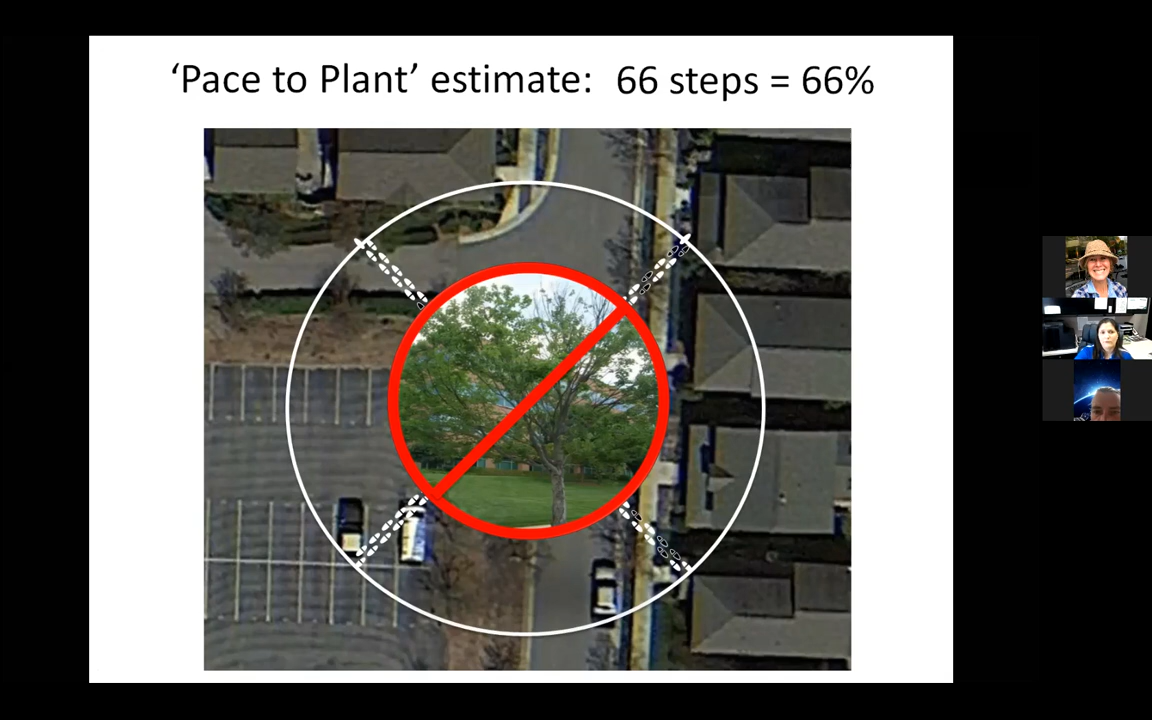 ‘Pace to Plant’ estimate: 66 steps = 66%